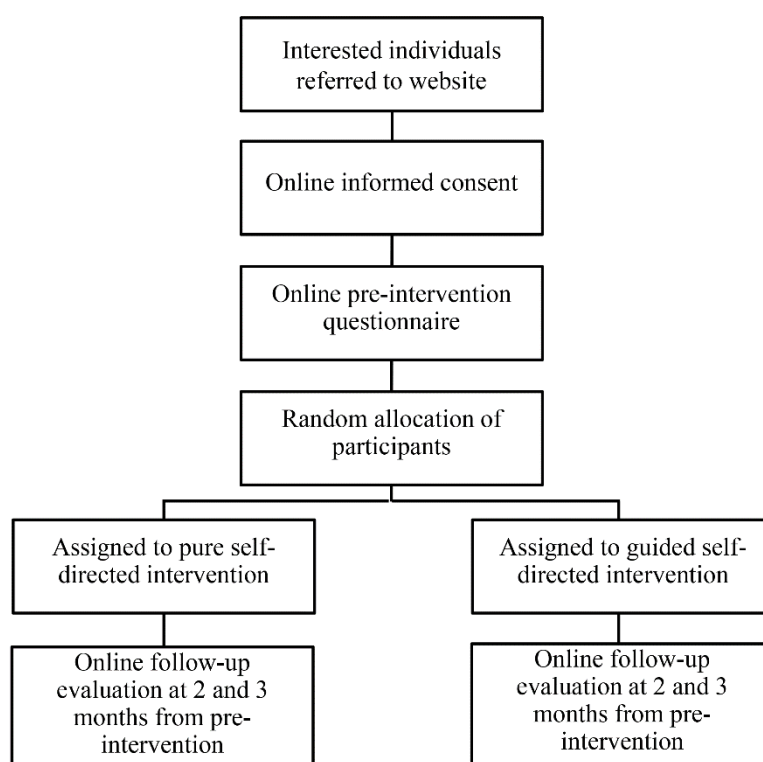 Interested individuals
referred to website
Online informed consent
Online pre-intervention
questionnaire
Random allocation of
participants
Assigned to pure self-
directed intervention
Assigned to guided self-
directed intervention
Online follow-up
evaluation at 2 and 3
months from pre-
intervention
Online follow-up
evaluation at 2 and 3
months from pre-
intervention